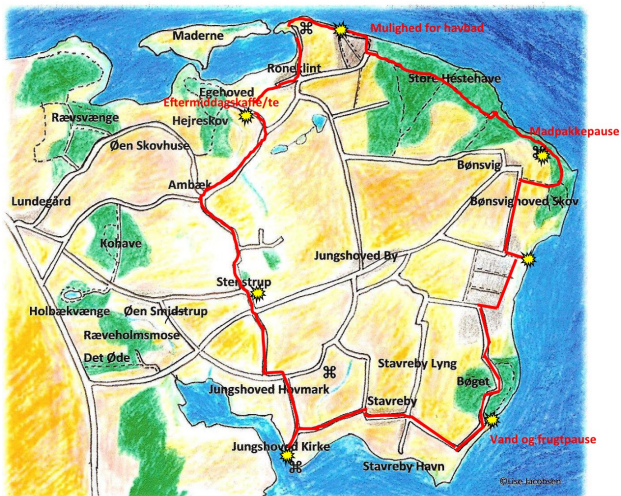 Mulighed for havbad
Maderne
Roneklint
Store Hestehave
Egehoved
Eftermiddagskaffe/te
Rævsvænge
Hejreskov
Madpakkepause
Øen Skovhuse
Bønsvig
Ambæk
Lundegård
Bønsvighoved Skov
Kohave
Jungshoved By
Stenstrup
Holbækvænge
Øen Smidstrup
Ræveholmsmose
Det Øde
Stavreby Lyng
Bøget
Jungshoved Hovmark
Stavreby
Vand og frugtpause
Jungshoved Kirke
Stavreby Havn
©Lise Jacobsen